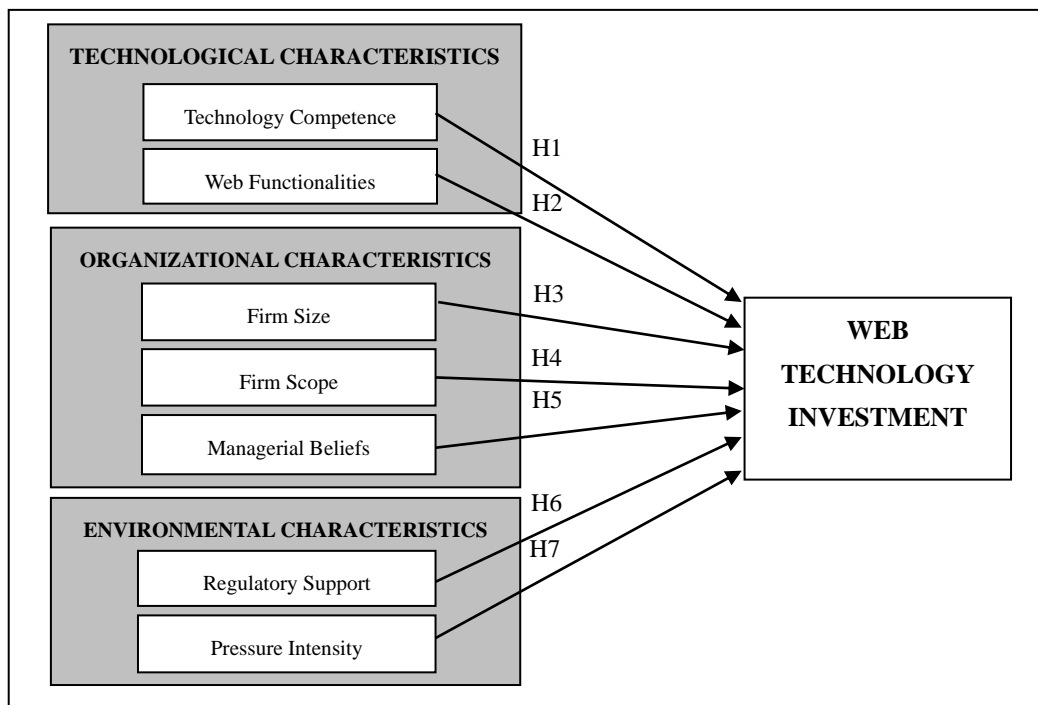 TECHNOLOGICAL CHARACTERISTICS
Technology Competence
Web Functionalities
H1
H2
ORGANIZATIONAL CHARACTERISTICS
Firm Size
Firm Scope
Managerial Beliefs
H3
H4
H5
ENVIRONMENTAL CHARACTERISTICS
Regulatory Support
Pressure Intensity
H6
H7
WEB
TECHNOLOGY
INVESTMENT